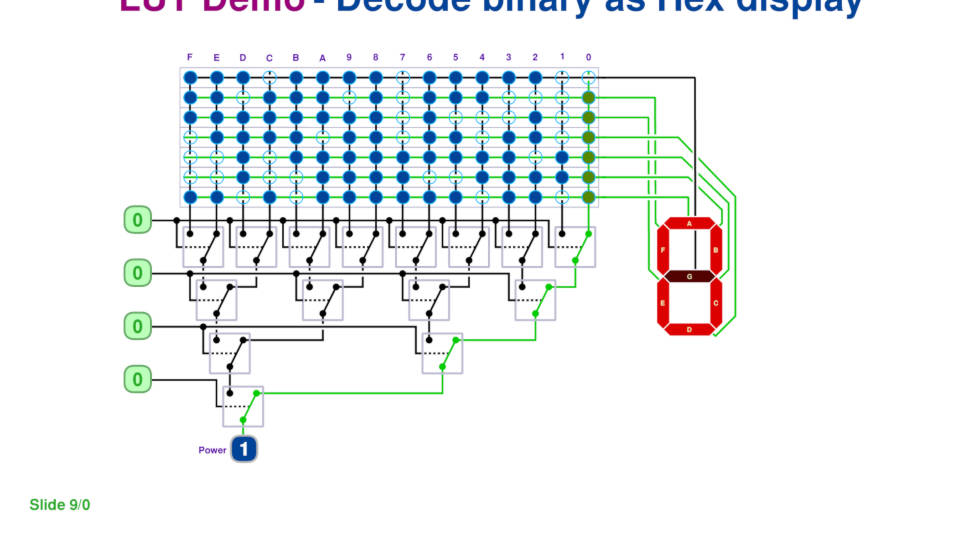 LUT Demo - Decode binary as Hex display
F E D C B A 9 8 7 6 5 4 3 2 1 0
0
0
0
0
A
F B
G
E C
D
Power 1
Slide 9/0